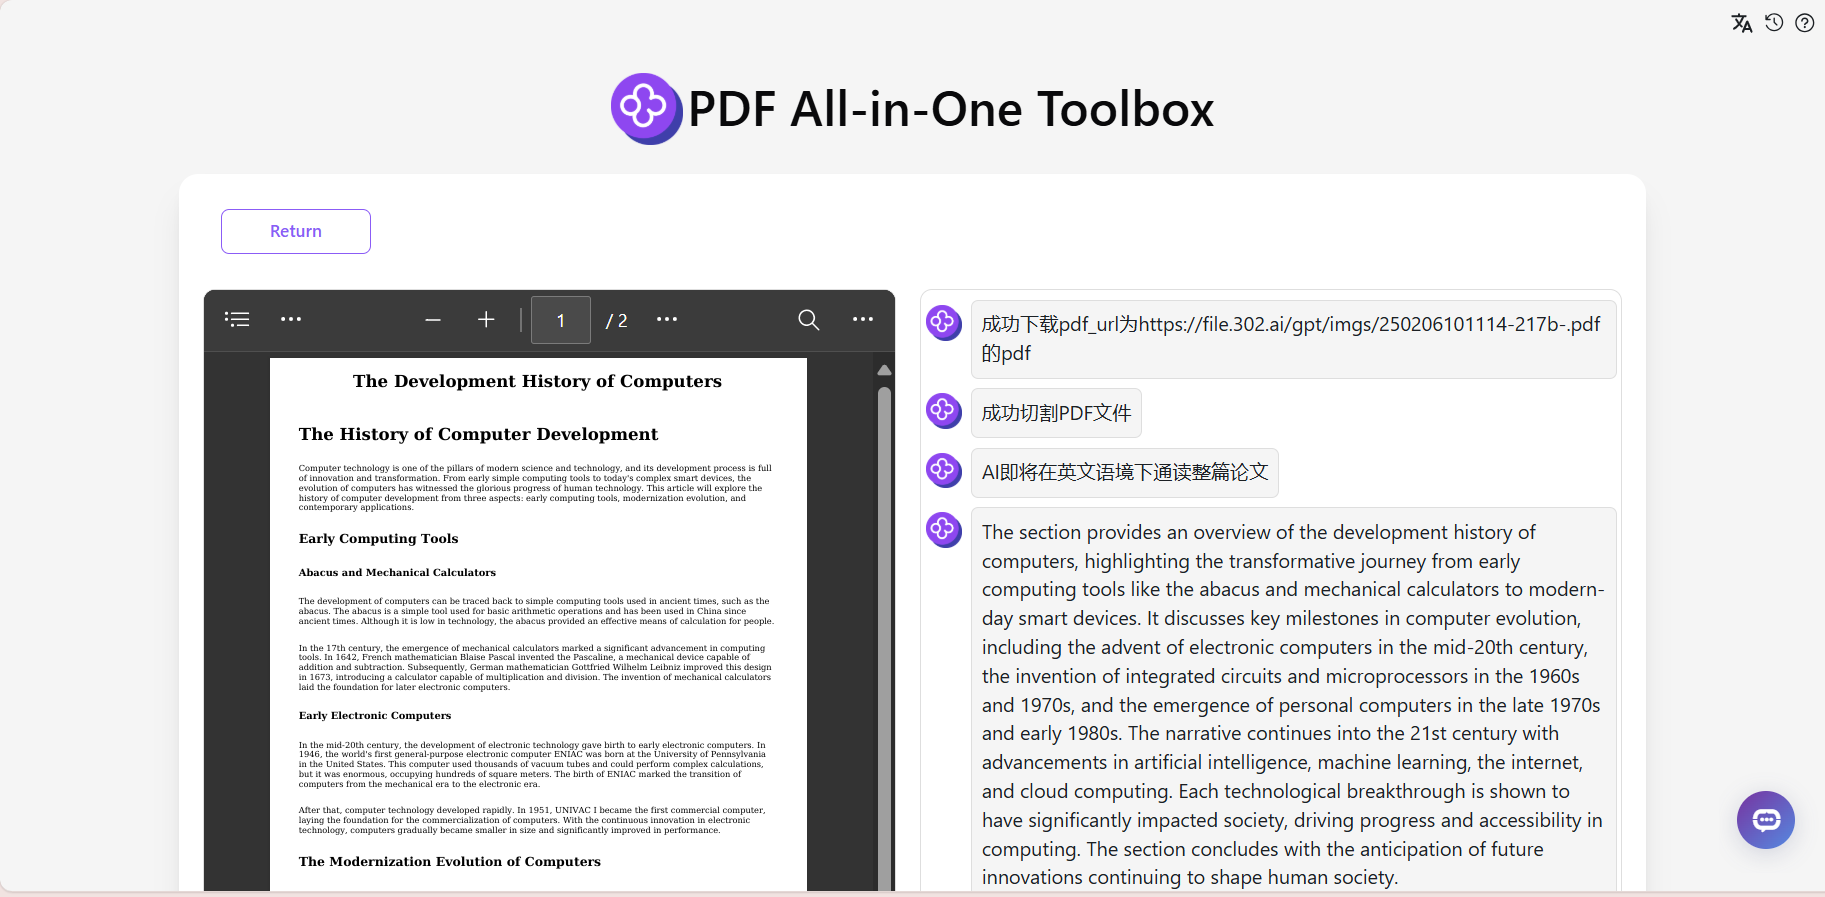 PDF All-in-One Toolbox
Return
1
/ 2
The Development History of Computers
The History of Computer Development
Computer technology is one of the pillars of modern science and technology, and its development process is full
of innovation and transformation. From early simple computing tools to today's complex smart devices, the
evolution of computers has witnessed the glorious progress of human technology. This article will explore the
history of computer development from three aspects: early computing tools, modernization evolution, and
contemporary applications.
Early Computing Tools
Abacus and Mechanical Calculators
The development of computers can be traced back to simple computing tools used in ancient times, such as the
abacus. The abacus is a simple tool used for basic arithmetic operations and has been used in China since
ancient times. Although it is low in technology, the abacus provided an effective means of calculation for people.
In the 17th century, the emergence of mechanical calculators marked a significant advancement in computing
tools. In 1642, French mathematician Blaise Pascal invented the Pascaline, a mechanical device capable of
addition and subtraction. Subsequently, German mathematician Gottfried Wilhelm Leibniz improved this design
in 1673, introducing a calculator capable of multiplication and division. The invention of mechanical calculators
laid the foundation for later electronic computers.
Early Electronic Computers
In the mid-20th century, the development of electronic technology gave birth to early electronic computers. In
1946, the world's first general-purpose electronic computer ENIAC was born at the University of Pennsylvania
in the United States. This computer used thousands of vacuum tubes and could perform complex calculations,
but it was enormous, occupying hundreds of square meters. The birth of ENIAC marked the transition of
computers from the mechanical era to the electronic era.
After that, computer technology developed rapidly. In 1951, UNIVAC I became the first commercial computer,
laying the foundation for the commercialization of computers. With the continuous innovation in electronic
technology, computers gradually became smaller in size and significantly improved in performance.
The Modernization Evolution of Computers
成功下载pdf_url为https://file.302.ai/gpt/imgs/250206101114-217b-.pdf
的pdf
成功切割PDF文件
AI即将在英文语境下通读整篇论文
The section provides an overview of the development history of
computers, highlighting the transformative journey from early
computing tools like the abacus and mechanical calculators to modern-
day smart devices. It discusses key milestones in computer evolution,
including the advent of electronic computers in the mid-20th century,
the invention of integrated circuits and microprocessors in the 1960s
and 1970s, and the emergence of personal computers in the late 1970s
and early 1980s. The narrative continues into the 21st century with
advancements in artificial intelligence, machine learning, the internet,
and cloud computing. Each technological breakthrough is shown to
have significantly impacted society, driving progress and accessibility in
computing. The section concludes with the anticipation of future
innovations continuing to shape human society.